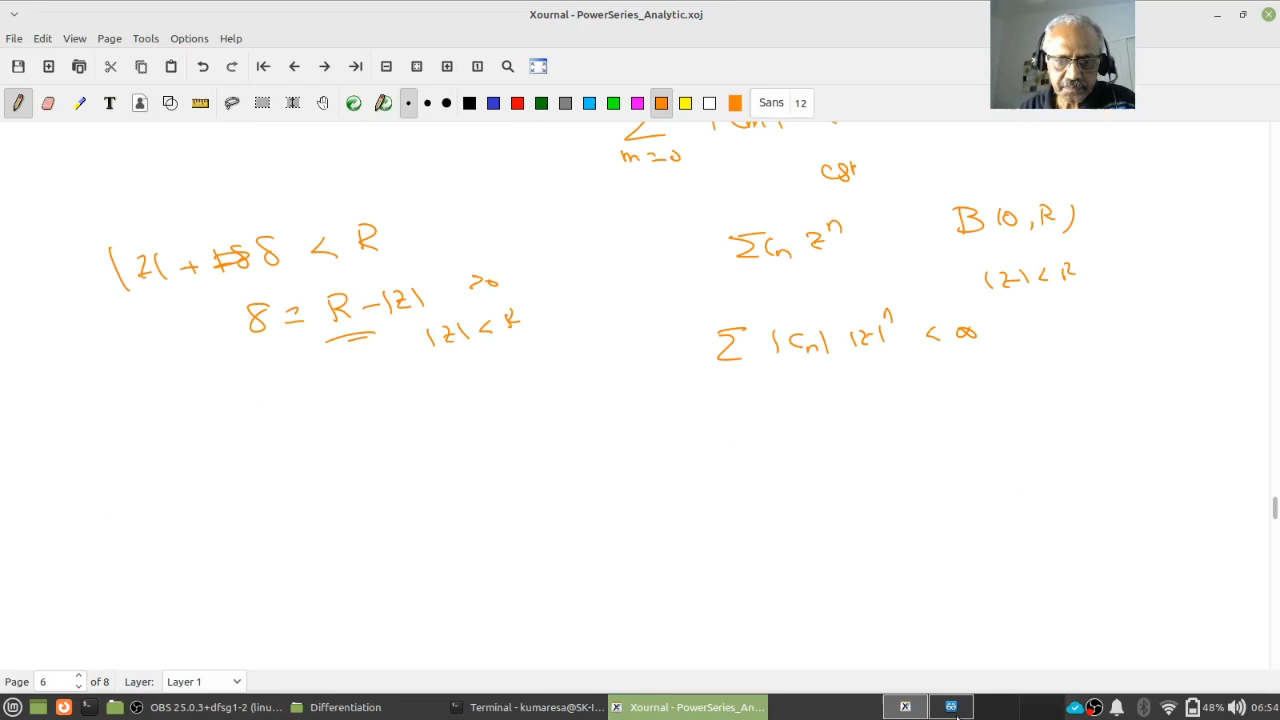 Xournal - PowerSeries_Analytic.xoj
File Edit View Page Tools Options Help
Sans 12
m=0
|z| + δ < R
δ = R - |z| >0
|z| < R
Σ Cₙ zⁿ
B(0, R)
|z| < R
Σ |Cₙ| |z|ⁿ < ∞
Page 6 of 8 Layer: Layer 1
OBS 25.0.3+dfsg1-2 (linu... Differentiation Terminal - kumaresa@SK-l... Xournal - PowerSeries_An... 48% 06:54